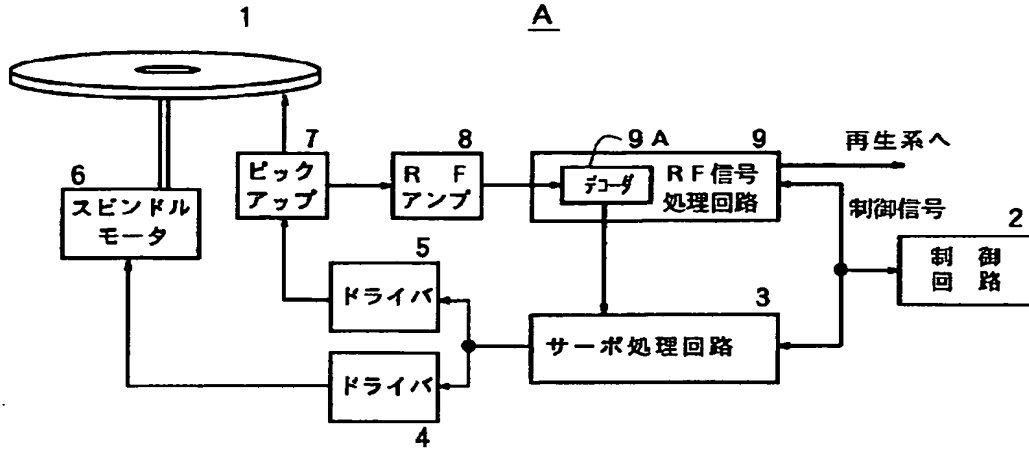 A
1
7
ピック
アップ
8
RF
アンプ
9A
デコーダ
9
RF信号
処理回路
再生系へ
6
スピンドル
モータ
制御信号
2
制御
回路
5
ドライバ
3
サーボ処理回路
ドライバ
4